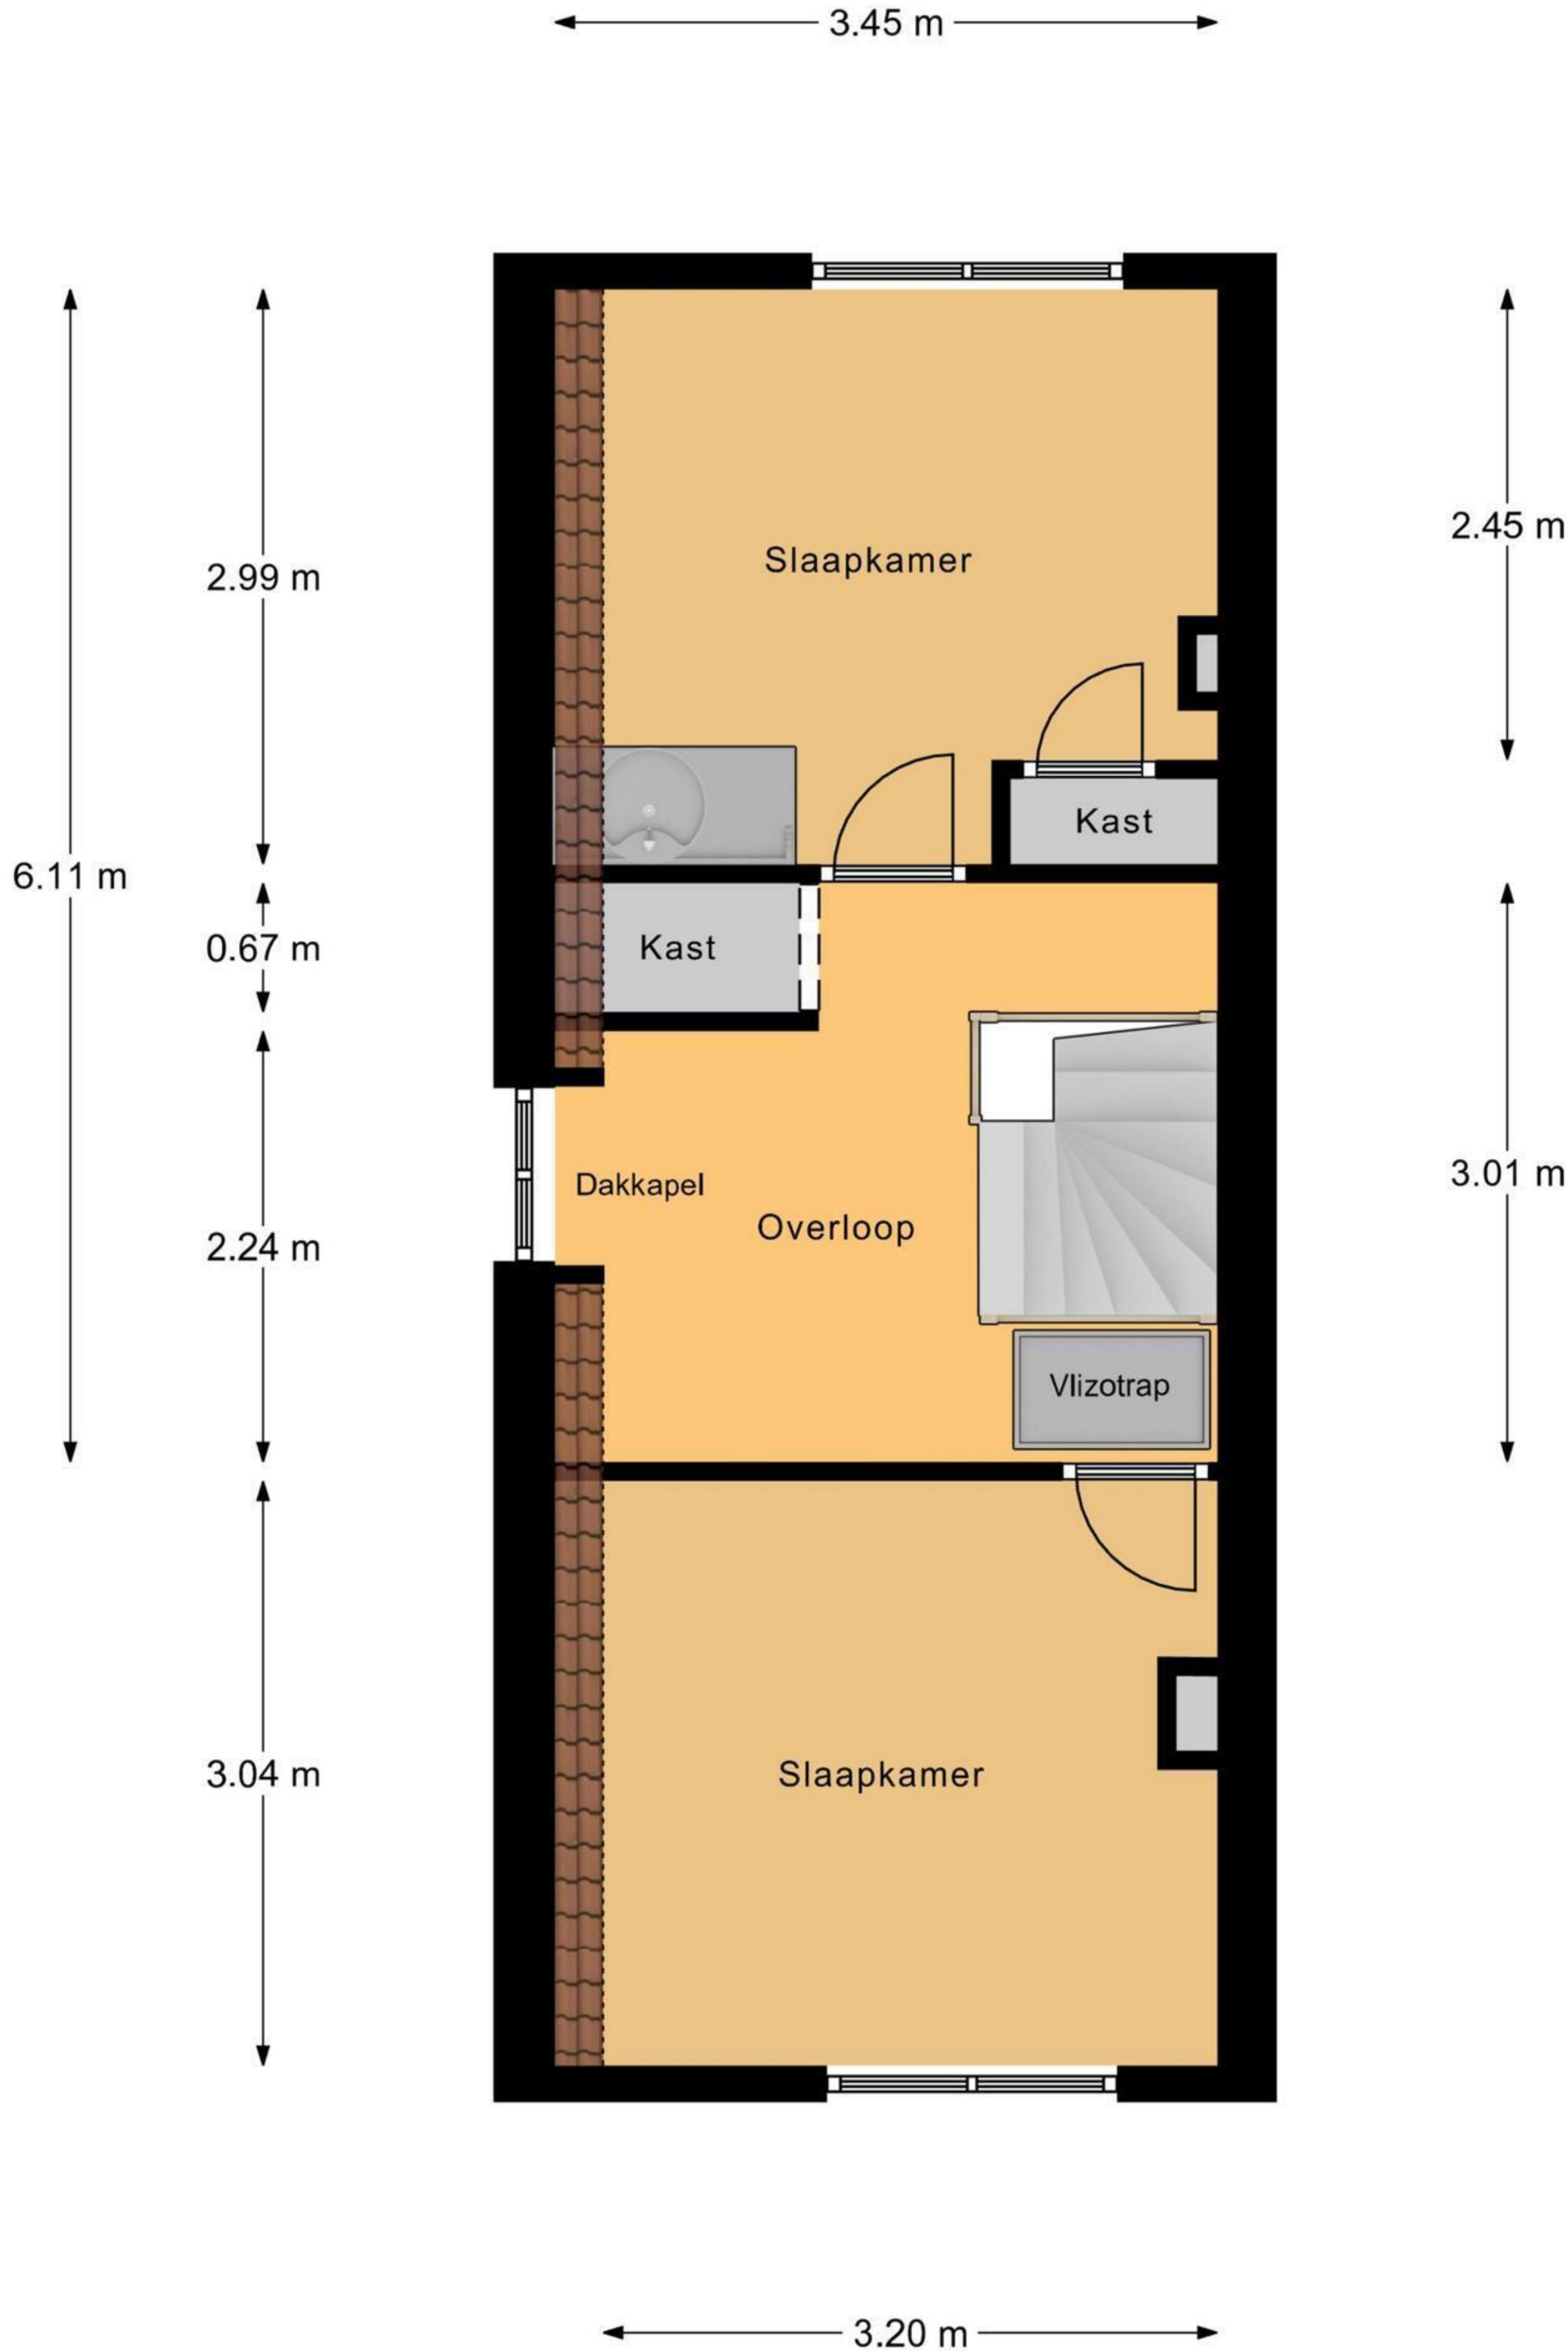 3.45 m
2.45 m
Slaapkamer
2.99 m
Kast
6.11 m
Kast
0.67 m
3.01 m
Dakkapel
Overloop
2.24 m
Vlizotrap
3.04 m
Slaapkamer
3.20 m